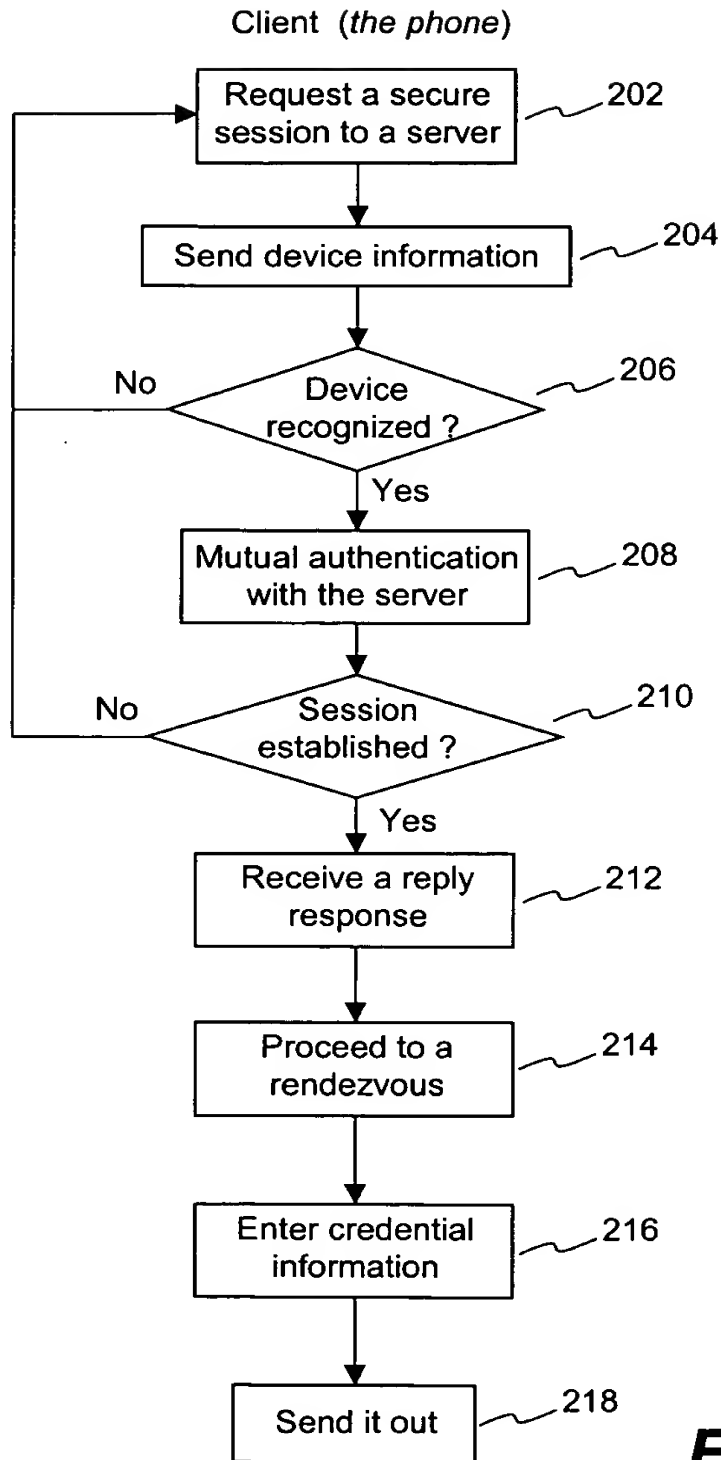 Client (the phone)
Request a secure
session to a server
202
Send device information
204
No
Device
recognized ?
206
Yes
Mutual authentication
with the server
208
No
Session
established ?
210
Yes
Receive a reply
response
212
Proceed to a
rendezvous
214
Enter credential
information
216
Send it out
218